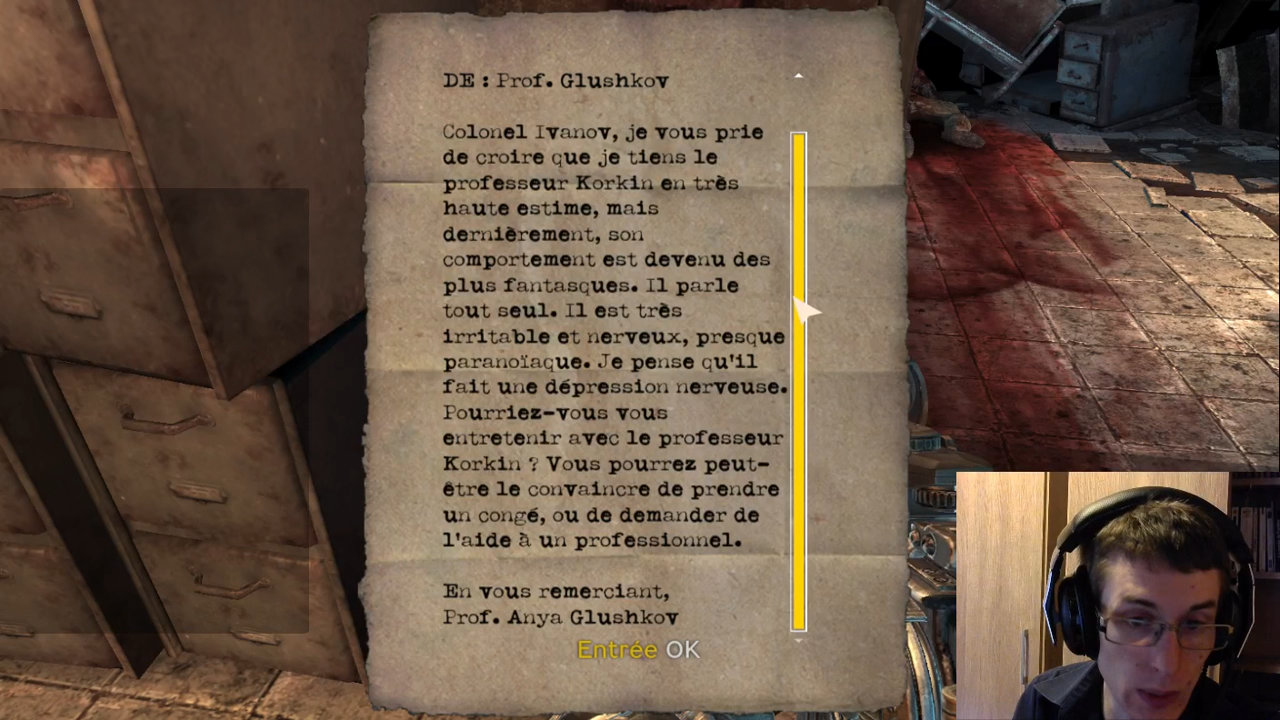 DE : Prof. Glushkov
Colonel Ivanov, je vous prie
de croire que je tiens le
professeur Korkin en très
haute estime, mais
dernièrement, son
comportement est devenu des
plus fantasques. Il parle
tout seul. Il est très
irritable et nerveux, presque
paranoïaque. Je pense qu'il
fait une dépression nerveuse.
Pourriez-vous vous
entretenir avec le professeur
Korkin ? Vous pourrez peut-
être le convaincre de prendre
un congé, ou de demander de
l'aide à un professionnel.
En vous remerciant,
Prof. Anya Glushkov
Entrée OK